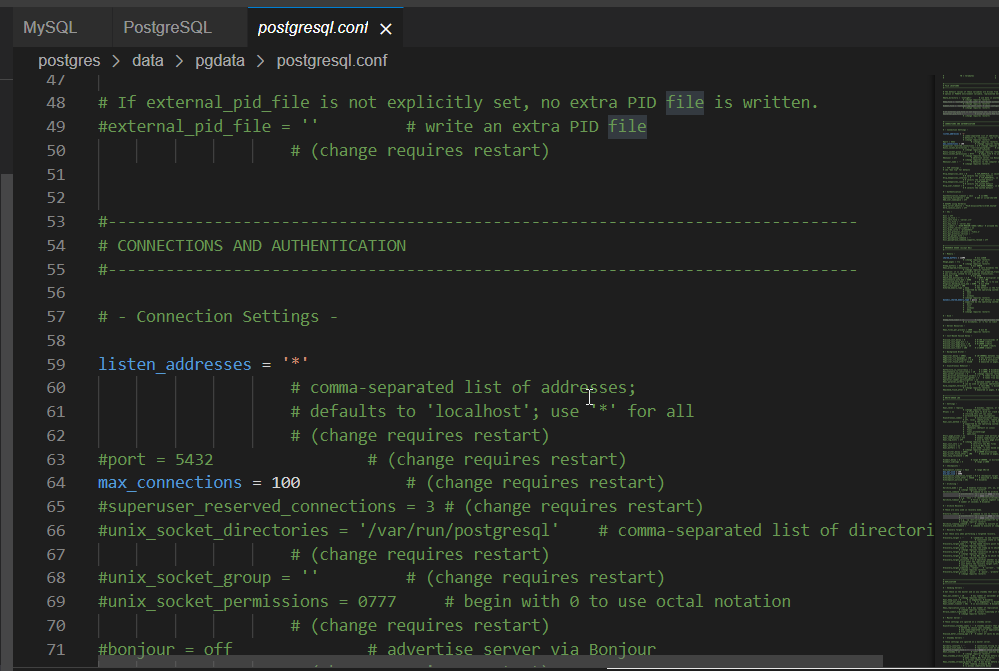 MySQL PostgreSQL postgresql.conf
postgres > data > pgdata > postgresql.conf
47
48 # If external_pid_file is not explicitly set, no extra PID file is written.
49 #external_pid_file = '' # write an extra PID file
50 # (change requires restart)
51
52
53 #------------------------------------------------------------------------------
54 # CONNECTIONS AND AUTHENTICATION
55 #------------------------------------------------------------------------------
56
57 # - Connection Settings -
58
59 listen_addresses = '*'
60 # comma-separated list of addresses;
61 # defaults to 'localhost'; use '*' for all
62 # (change requires restart)
63 #port = 5432 # (change requires restart)
64 max_connections = 100 # (change requires restart)
65 #superuser_reserved_connections = 3 # (change requires restart)
66 #unix_socket_directories = '/var/run/postgresql' # comma-separated list of directori
67 # (change requires restart)
68 #unix_socket_group = '' # (change requires restart)
69 #unix_socket_permissions = 0777 # begin with 0 to use octal notation
70 # (change requires restart)
71 #bonjour = off # advertise server via Bonjour